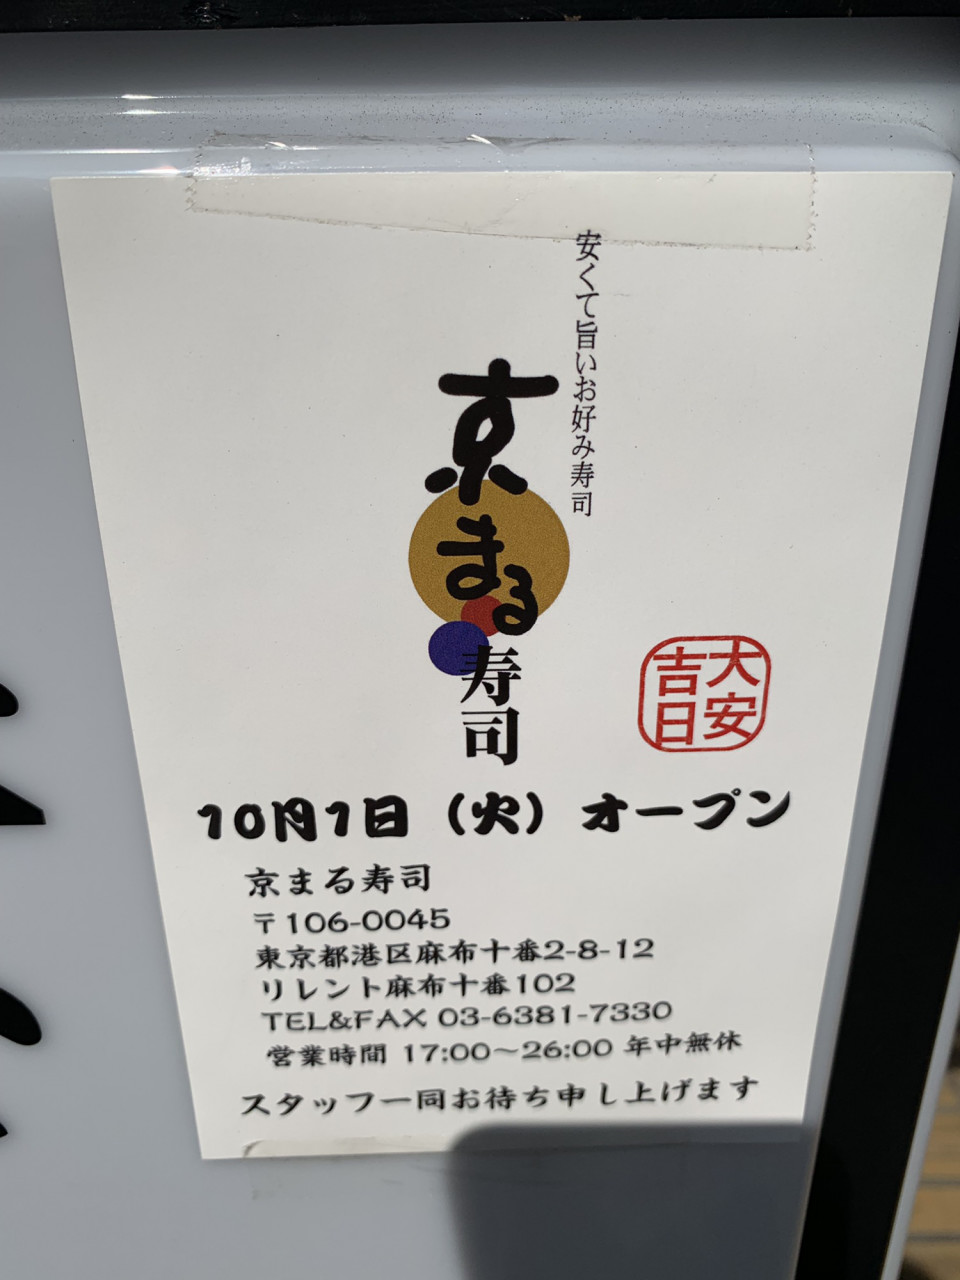 安くて旨いお好み寿司
京まる
寿司
大安
吉日
10月1日（火）オープン
京まる寿司
〒106-0045
東京都港区麻布十番2-8-12
リレント麻布十番102
TEL&FAX 03-6381-7330
営業時間 17:00～26:00 年中無休
スタッフ一同お待ち申し上げます